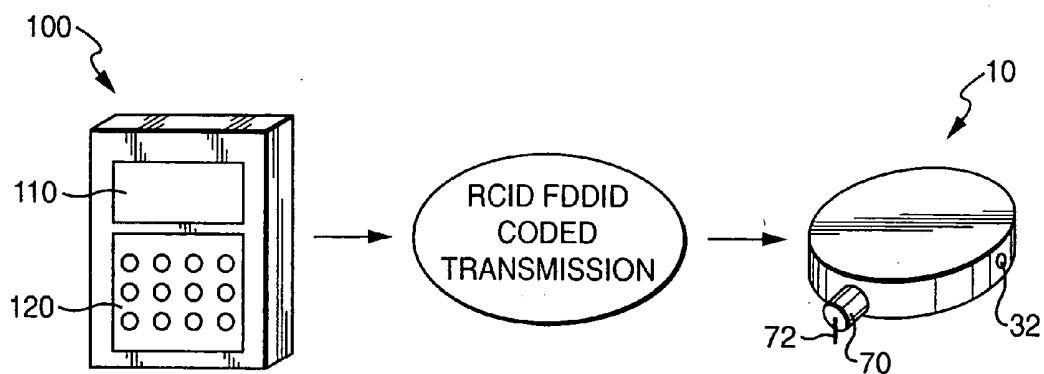 100
10
110
RCID FDDID
CODED
TRANSMISSION
120
72
70
32